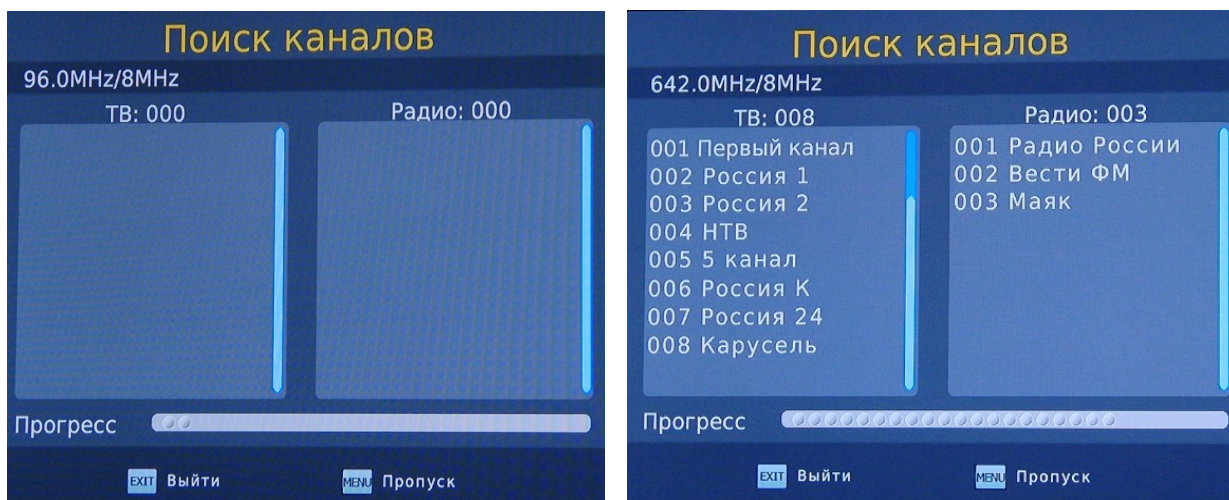 Поиск каналов
96.0MHz/8MHz
ТВ: 000
Радио: 000
Прогресс
EXIT Выйти
MENU Пропуск
Поиск каналов
642.0MHz/8MHz
ТВ: 008
Радио: 003
001 Первый канал
002 Россия 1
003 Россия 2
004 НТВ
005 5 канал
006 Россия К
007 Россия 24
008 Карусель
001 Радио России
002 Вести ФМ
003 Маяк
Прогресс
EXIT Выйти
MENU Пропуск